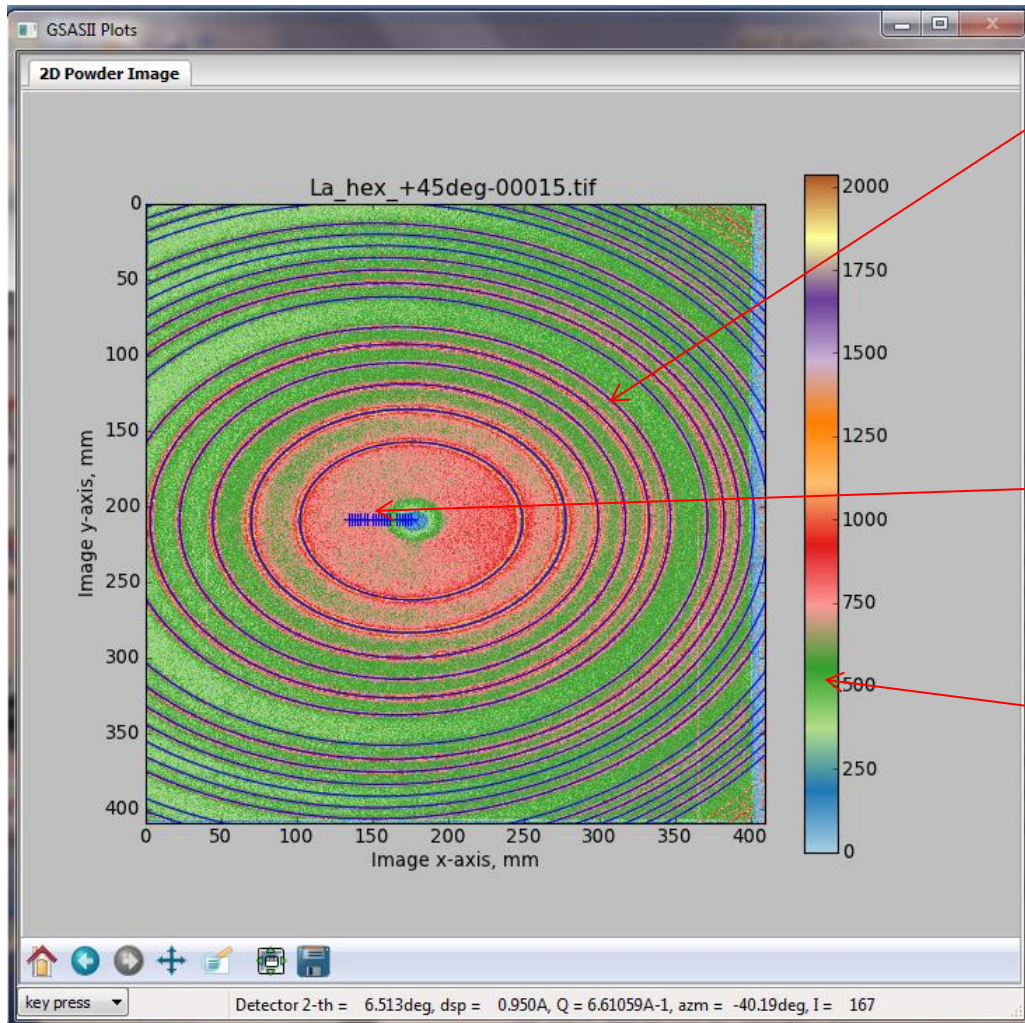 GSASII Plots
2D Powder Image
La_hex_+45deg-00015.tif
0
50
100
150
200
250
300
350
400
Image y-axis, mm
0 50 100 150 200 250 300 350 400
Image x-axis, mm
2000
1750
1500
1250
1000
750
500
250
0
key press
Detector 2-th = 6.513deg, dsp = 0.950A, Q = 6.61059A-1, azm = -40.19deg, I = 167